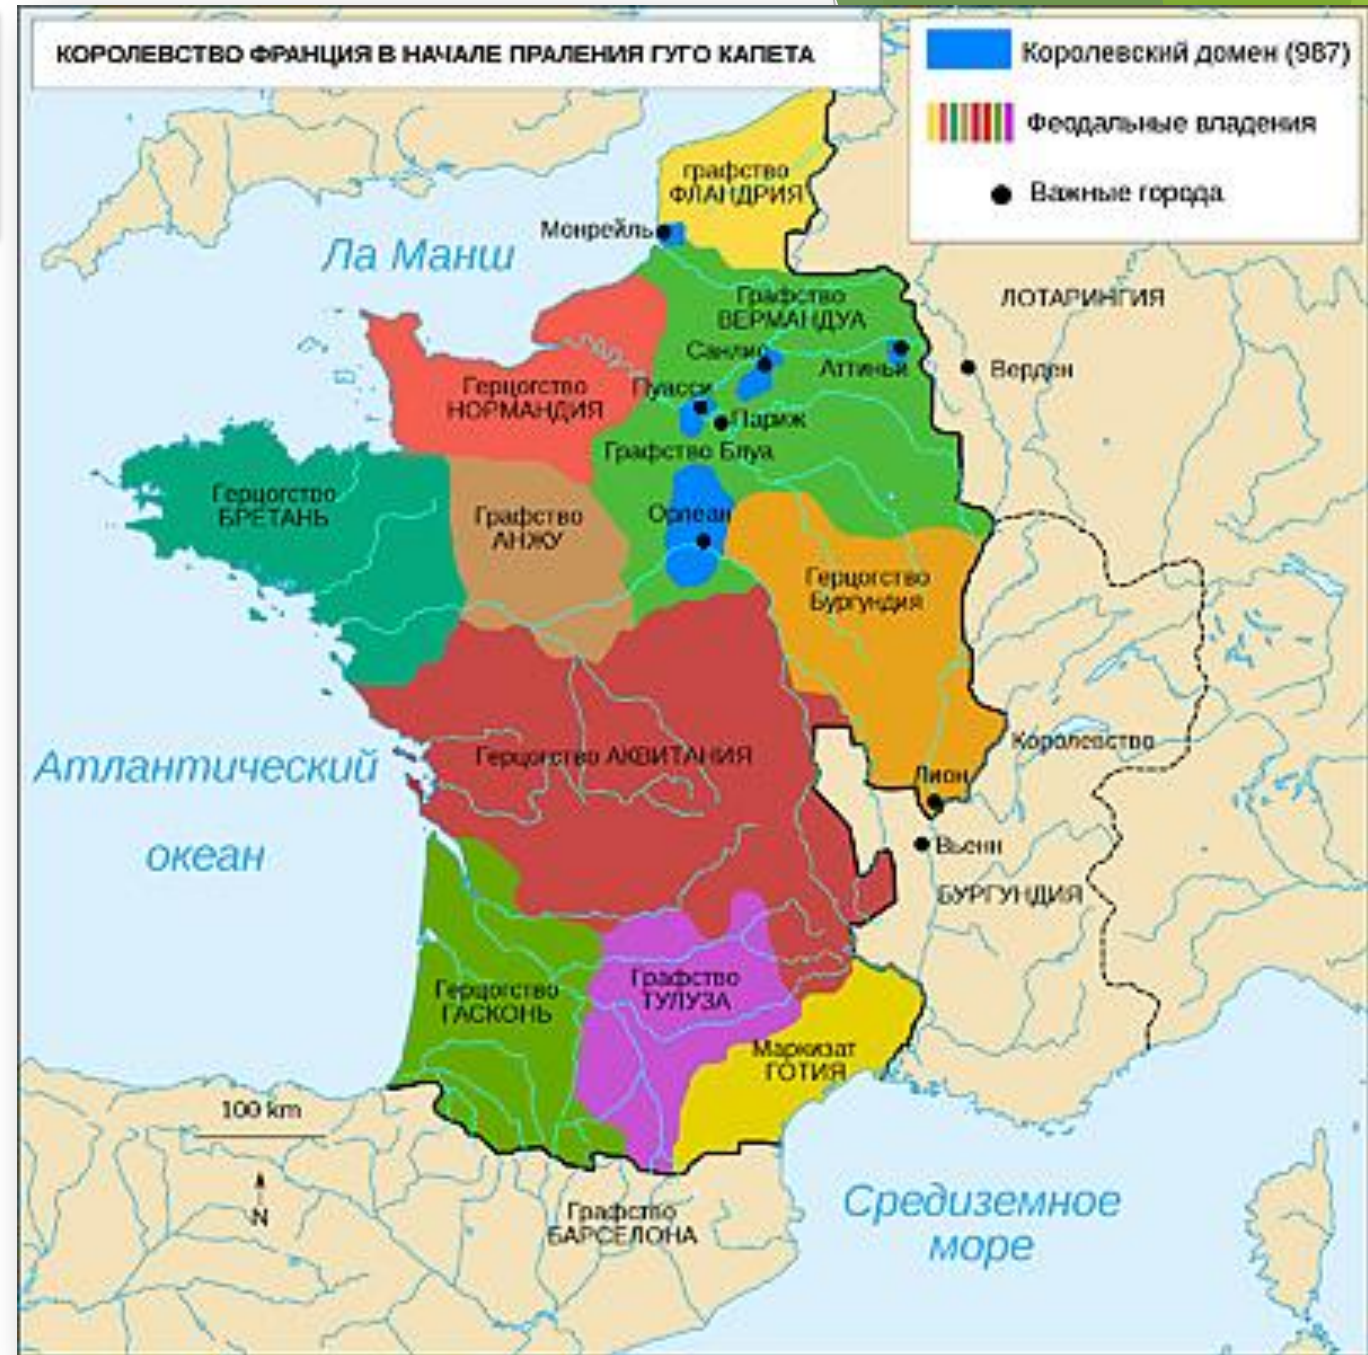 КОРОЛЕВСТВО ФРАНЦИЯ В НАЧАЛЕ ПРАЛЕНИЯ ГУГО КАПЕТА
Королевский домен (987)
Феодальные владения
Важные города
графство
ФЛАНДРИЯ
Монрейль
Ла Манш
ЛОТАРИНГИЯ
Графство
ВЕРМАНДУА
Санлис
Аттиньи
Верден
Герцогство
НОРМАНДИЯ
Пуасси
Париж
Графство Блуа
Герцогство
БРЕТАНЬ
Графство
АНЖУ
Орлеан
Герцогство
Бургундия
Атлантический
океан
Герцогство АКВИТАНИЯ
Королевство
Лион
Вьенн
БУРГУНДИЯ
Герцогство
ГАСКОНЬ
Графство
ТУЛУЗА
Маркизат
ГОТИЯ
100 km
N
Графство
БАРСЕЛОНА
Средиземное
море